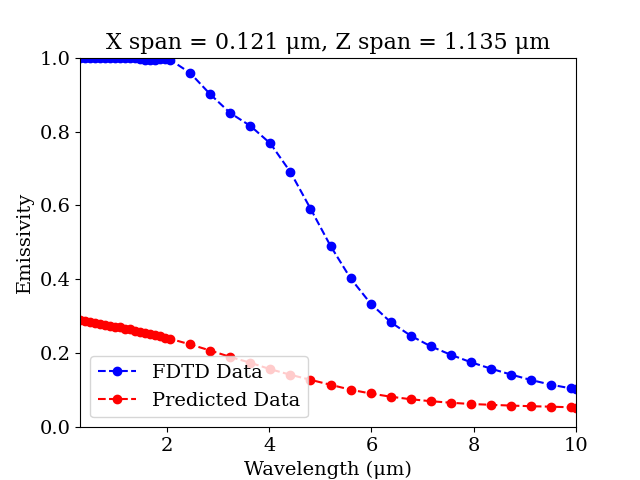 X span = 0.121 μm, Z span = 1.135 μm
1.0
0.8
0.6
0.4
0.2
0.0
Emissivity
FDTD Data
Predicted Data
2 4 6 8 10
Wavelength (μm)